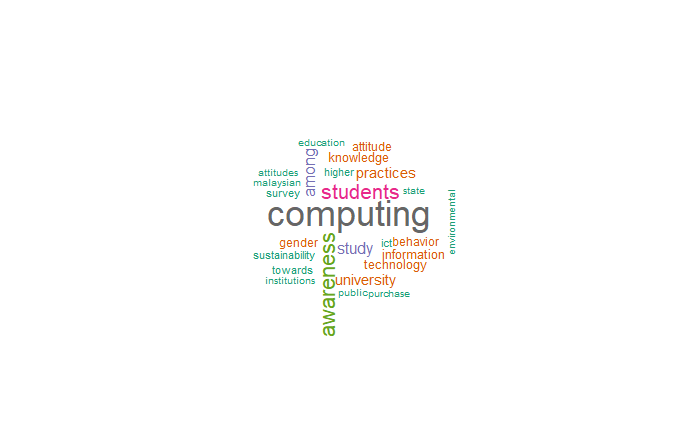 education
attitude
among
knowledge
attitudes
higher
practices
malaysian
survey
students
state
computing
environmental
gender
study
ict
behavior
sustainability
information
awareness
technology
towards
institutions
university
public
purchase